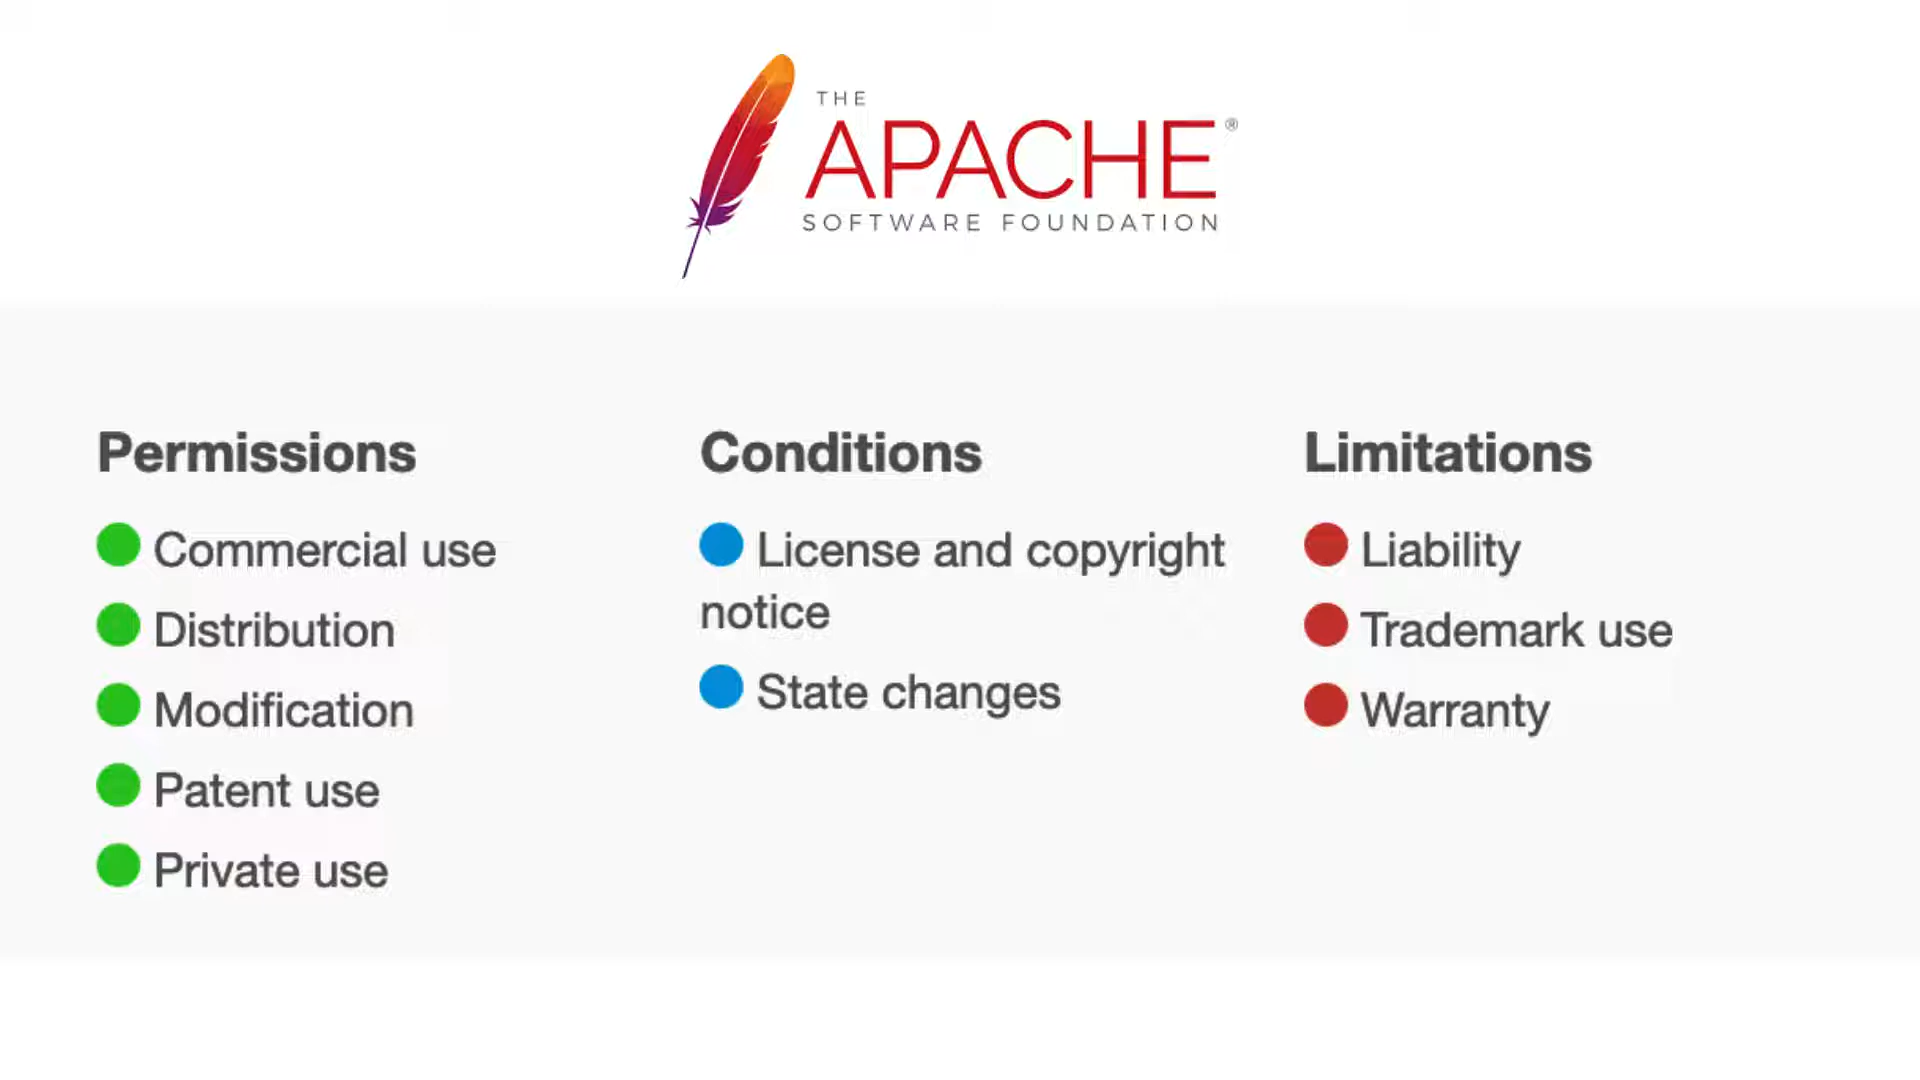 THE
APACHE®
SOFTWARE FOUNDATION
Permissions
Commercial use
Distribution
Modification
Patent use
Private use
Conditions
License and copyright
notice
State changes
Limitations
Liability
Trademark use
Warranty